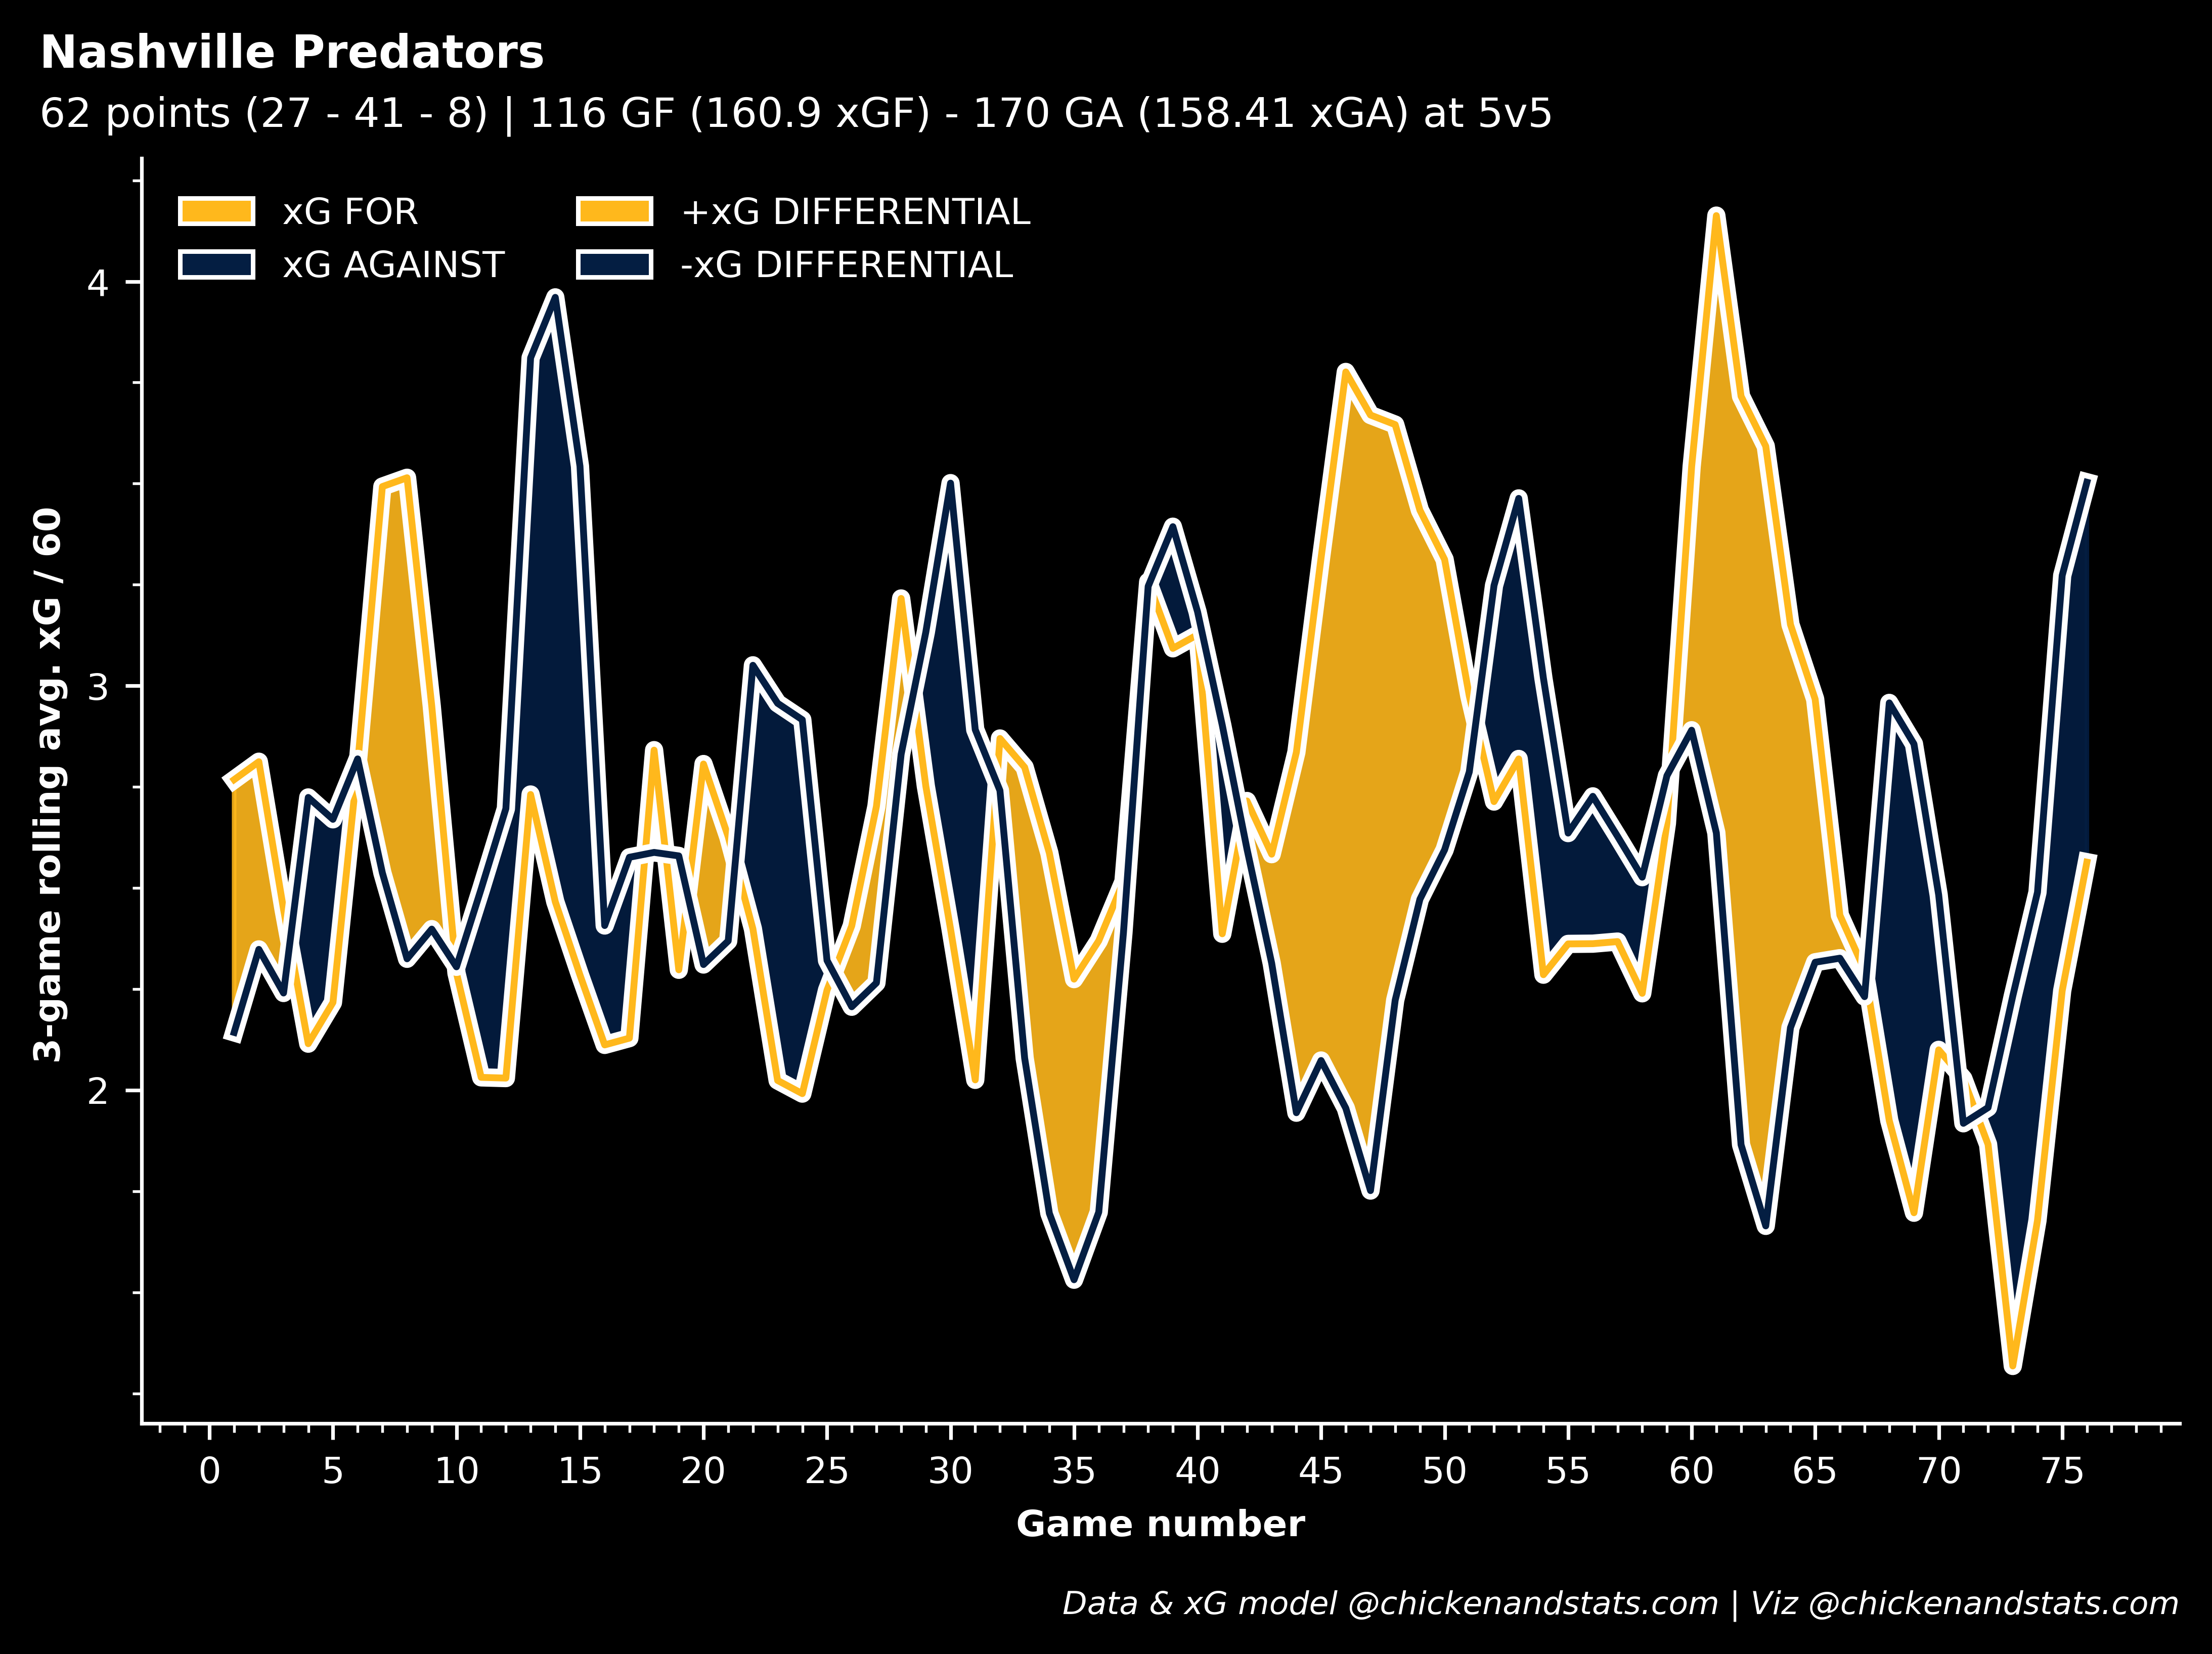 Nashville Predators
62 points (27 - 41 - 8) | 116 GF (160.9 xGF) - 170 GA (158.41 xGA) at 5v5
xG FOR
xG AGAINST
+xG DIFFERENTIAL
-xG DIFFERENTIAL
3-game rolling avg. xG / 60
4
3
2
0 5 10 15 20 25 30 35 40 45 50 55 60 65 70 75
Game number
Data & xG model @chickenandstats.com | Viz @chickenandstats.com